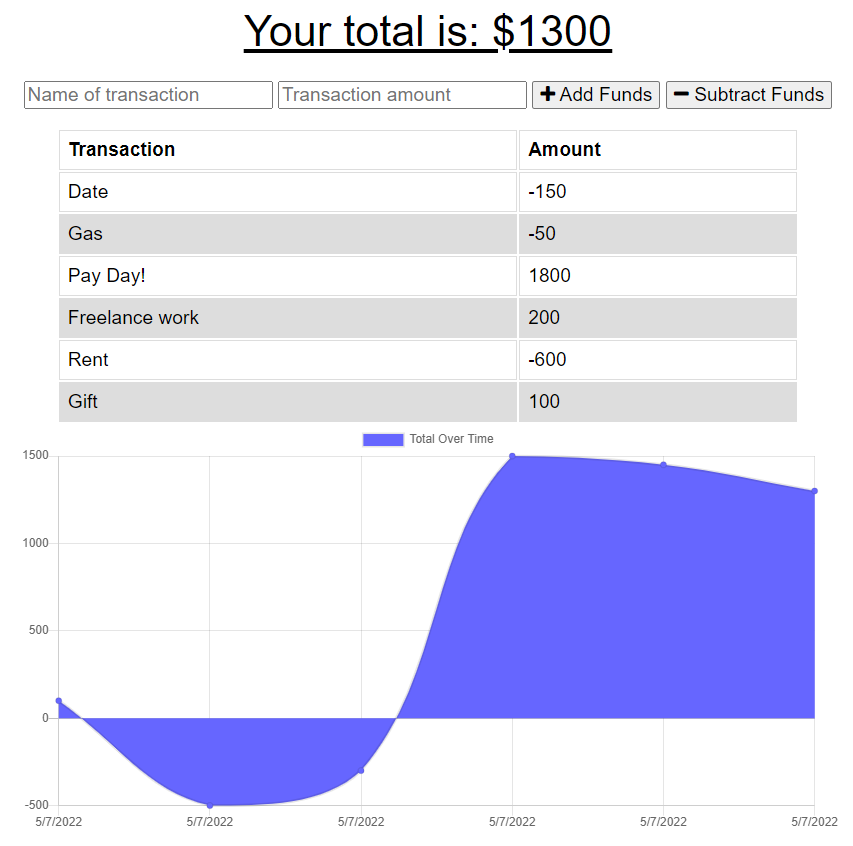 Your total is: $1300
Name of transaction Transaction amount Add Funds Subtract Funds
Transaction Amount
Date -150
Gas -50
Pay Day! 1800
Freelance work 200
Rent -600
Gift 100
Total Over Time
1500
1000
500
0
-500
5/7/2022 5/7/2022 5/7/2022 5/7/2022 5/7/2022 5/7/2022